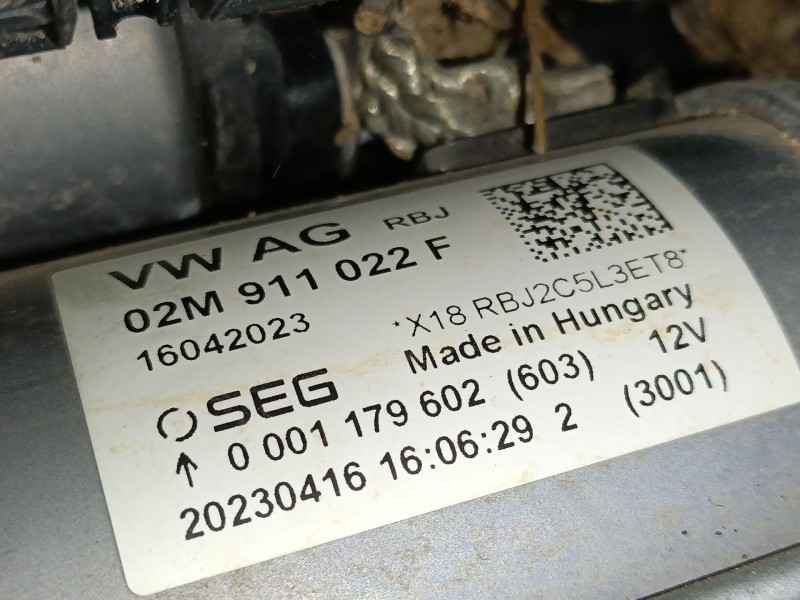 VW AG RBJ
02M 911 022 F
16042023
*X18 RBJ2C5L3ET8*
Made in Hungary
SEG
0 001 179 602 (603) 12V
20230416 16:06:29 2 (3001)